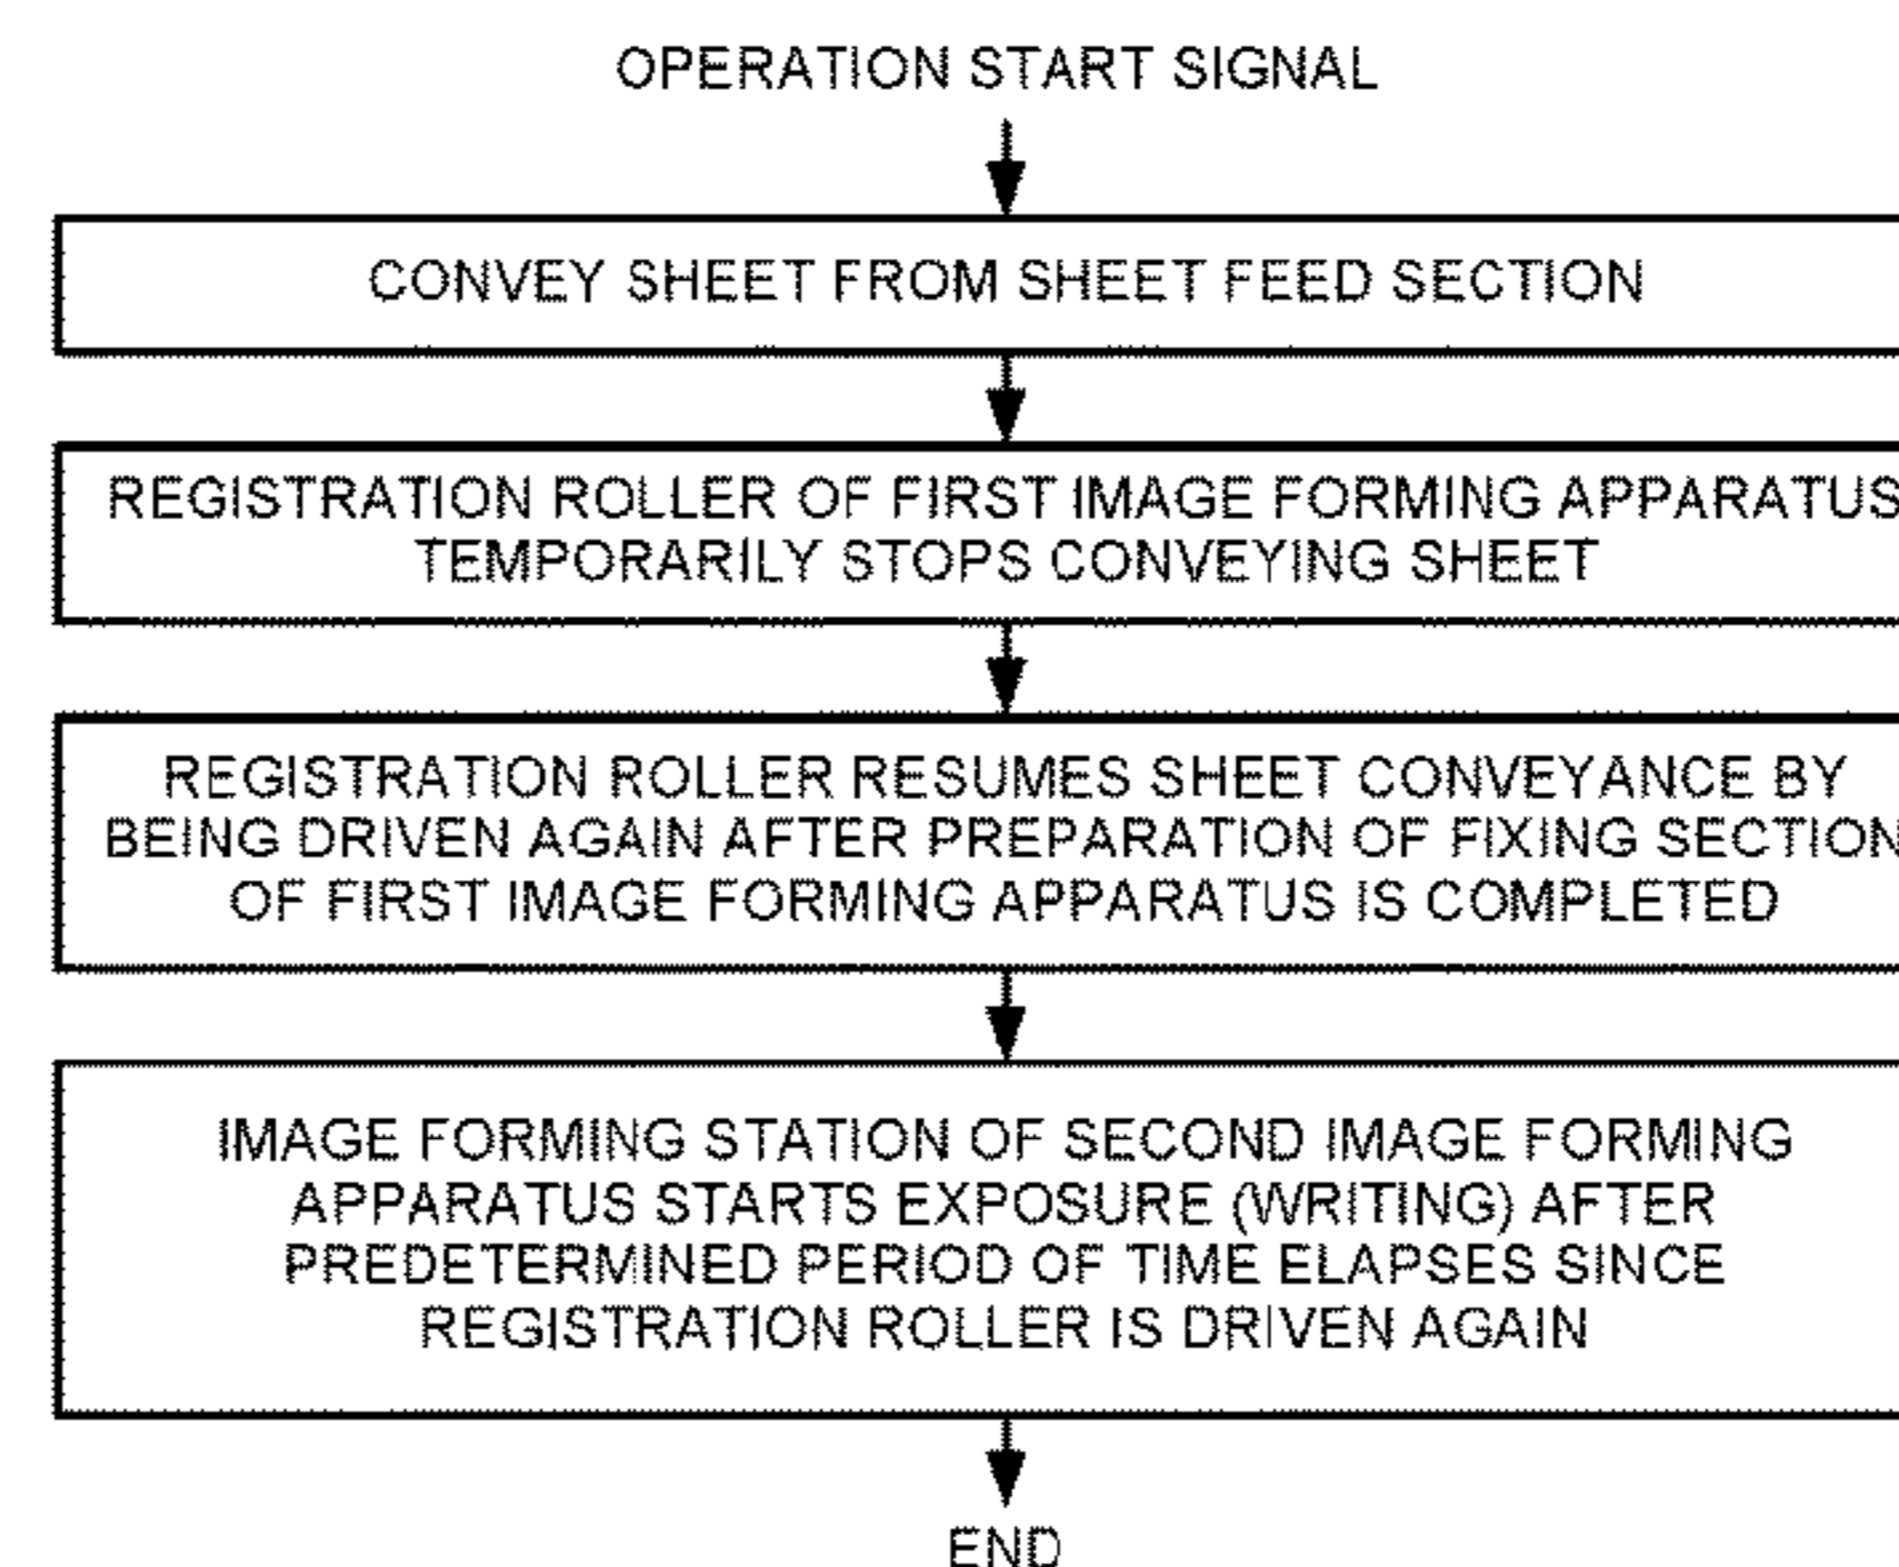 OPERATION START SIGNAL
CONVEY SHEET FROM SHEET FEED SECTION
REGISTRATION ROLLER OF FIRST IMAGE FORMING APPARATUS
TEMPORARILY STOPS CONVEYING SHEET
REGISTRATION ROLLER RESUMES SHEET CONVEYANCE BY
BEING DRIVEN AGAIN AFTER PREPARATION OF FIXING SECTION
OF FIRST IMAGE FORMING APPARATUS IS COMPLETED
IMAGE FORMING STATION OF SECOND IMAGE FORMING
APPARATUS STARTS EXPOSURE (WRITING) AFTER
PREDETERMINED PERIOD OF TIME ELAPSES SINCE
REGISTRATION ROLLER IS DRIVEN AGAIN
END